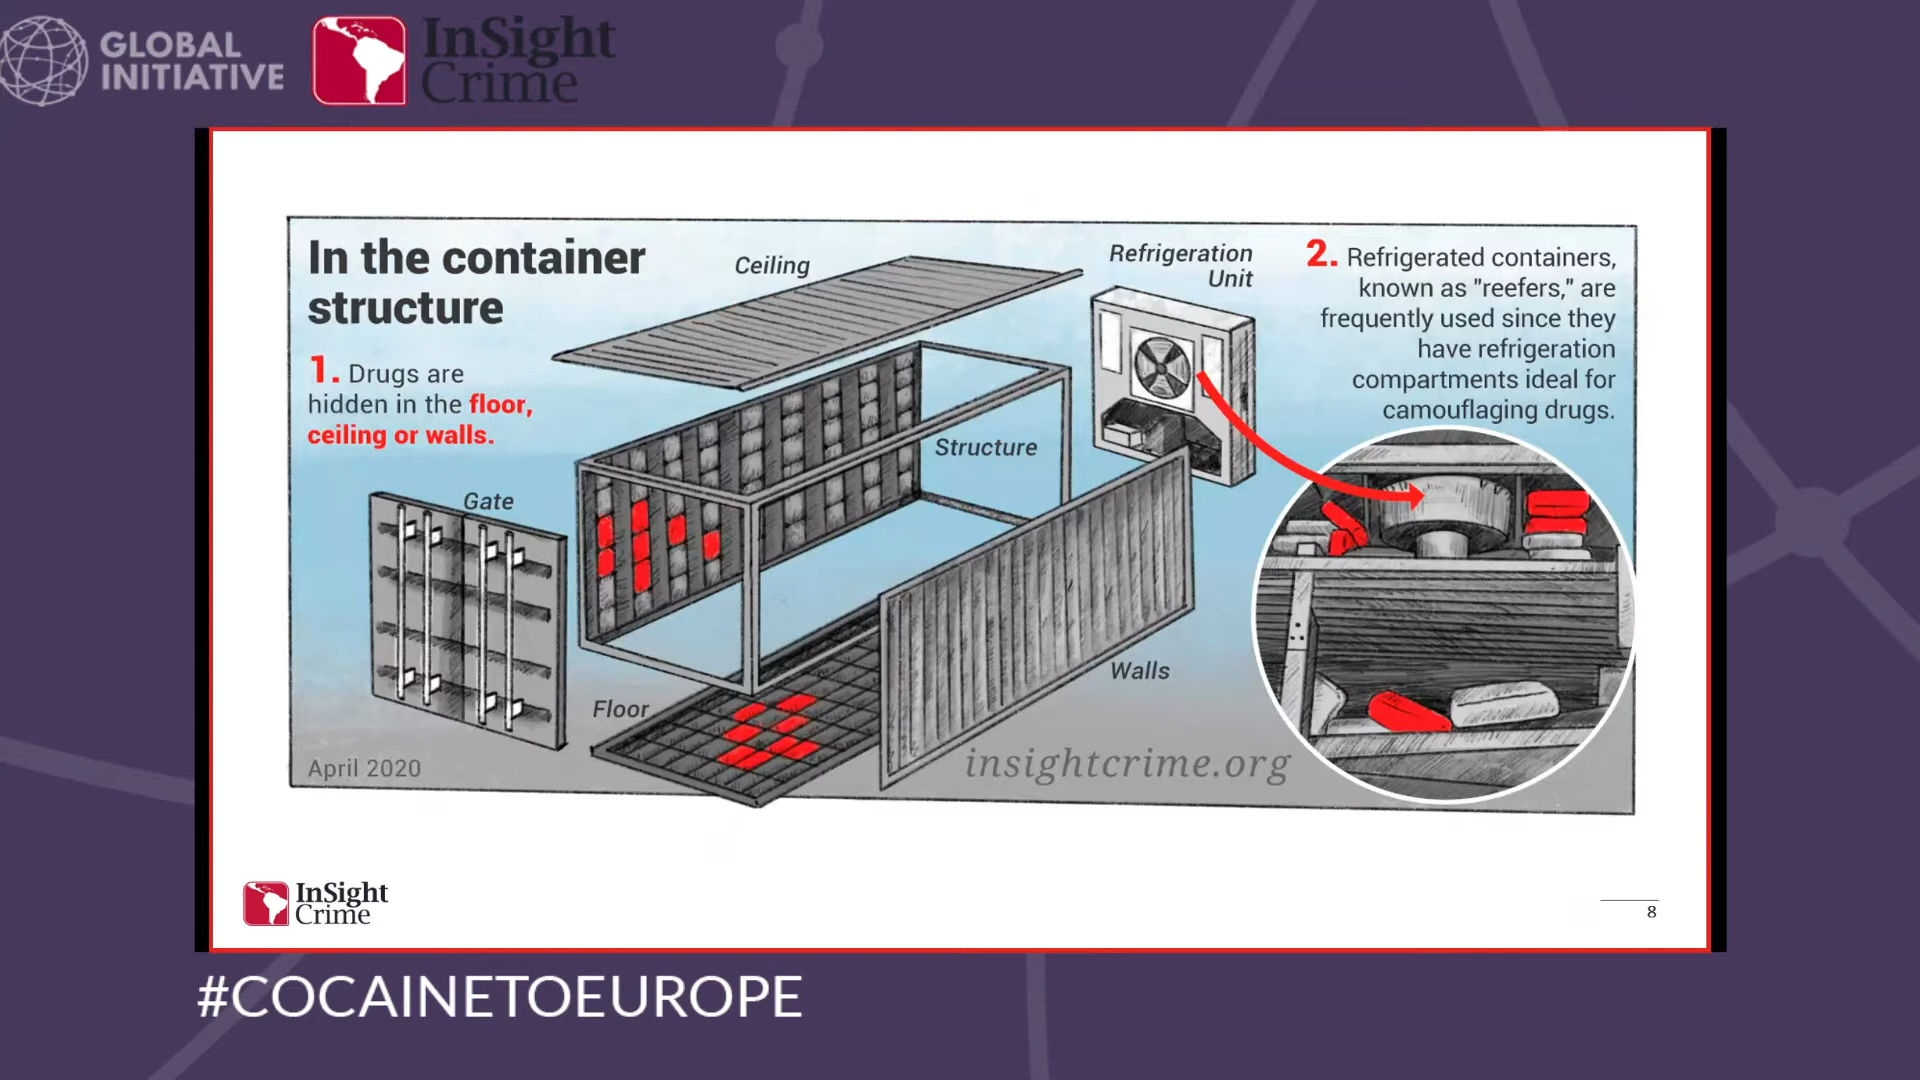 GLOBAL
INITIATIVE
InSight
Crime
In the container
structure
1. Drugs are
hidden in the floor,
ceiling or walls.
Ceiling
Refrigeration
Unit
2. Refrigerated containers,
known as "reefers," are
frequently used since they
have refrigeration
compartments ideal for
camouflaging drugs.
Structure
Gate
Walls
Floor
insightcrime.org
April 2020
InSight
Crime
8
#COCAINETOEUROPE